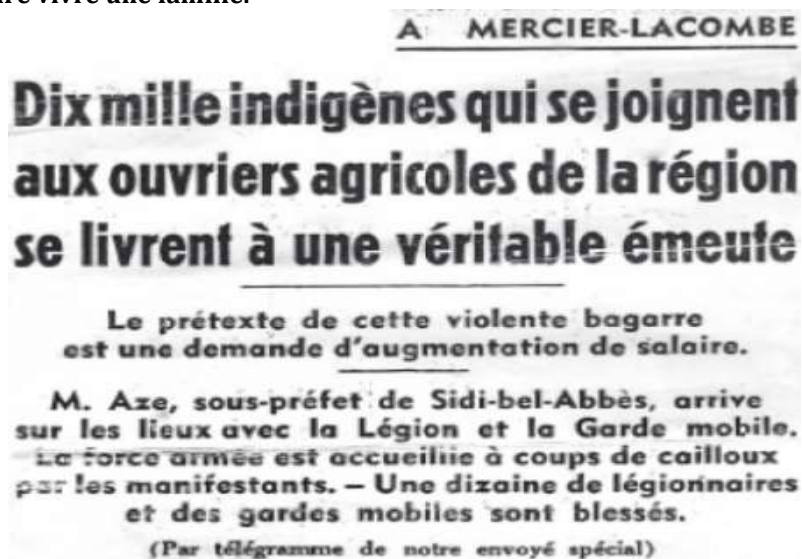 A MERCIER-LACOMBE
Dix mille indigènes qui se joignent
aux ouvriers agricoles de la région
se livrent à une véritable émeute
Le prétexte de cette violente bagarre
est une demande d'augmentation de salaire.
M. Axe, sous-préfet de Sidi-bel-Abbès, arrive
sur les lieux avec la Légion et la Garde mobile.
La force armée est accueillie à coups de cailloux
par les manifestants. — Une dizaine de légionnaires
et des gardes mobiles sont blessés.
(Par télégramme de notre envoyé spécial)